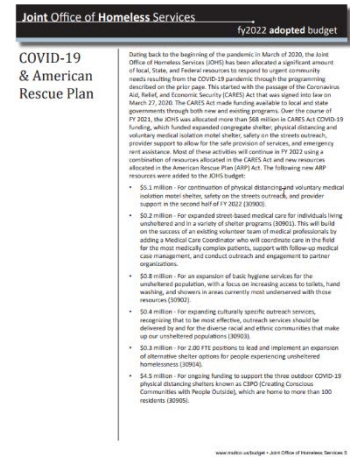 Joint Office of Homeless Services
fy2022 adopted budget
COVID-19
& American
Rescue Plan
Dating back to the beginning of the pandemic in March of 2020, the Joint
Office of Homeless Services (JOHS) has been allocated a significant amount
of local, State, and Federal resources to respond to urgent community
needs resulting from the COVID-19 pandemic through the programming
described on the prior page. This started with the passage of the Coronavirus
Aid, Relief, and Economic Security (CARES) Act that was signed into law on
March 27, 2020. The CARES Act made funding available to local and state
governments through both new and existing programs. Over the course of
FY 2021, the JOHS was allocated more than $68 million in CARES Act COVID-19
funding, which funded expanded congregate shelter, physical distancing and
voluntary medical isolation motel shelter, safety on the streets outreach,
provider support to allow for the safe provision of services, and emergency
rent assistance. Most of these activities will continue in FY 2022 using a
combination of resources allocated in the CARES Act and new resources
allocated in the American Rescue Plan (ARP) Act. The following new ARP
resources were added to the JOHS budget:
• $5.1 million - For continuation of physical distancing and voluntary medical
isolation motel shelter, safety on the streets outreach, and provider
support in the second half of FY 2022 (30900).
• $0.2 million - For expanded street-based medical care for individuals living
unsheltered and in a variety of shelter programs (30901). This will build
on the success of an existing volunteer team of medical professionals by
adding a Medical Care Coordinator who will coordinate care in the field
for the most medically complex patients, support with follow-up medical
case management, and conduct outreach and engagement to partner
organizations.
• $0.8 million - For an expansion of basic hygiene services for the
unsheltered population, with a focus on increasing access to toilets, hand
washing, and showers in areas currently most underserved with those
resources (30902).
• $0.4 million - For expanding culturally specific outreach services,
recognizing that to be most effective, outreach services should be
delivered by and for the diverse racial and ethnic communities that make
up our unsheltered populations (30903).
• $0.3 million - For 2.00 FTE positions to lead and implement an expansion
of alternative shelter options for people experiencing unsheltered
homelessness (30904).
• $4.5 million - For ongoing funding to support the three outdoor COVID-19
physical distancing shelters known as C3PO (Creating Conscious
Communities with People Outside), which are home to more than 100
residents (30905).
www.multco.us/budget • Joint Office of Homeless Services 5